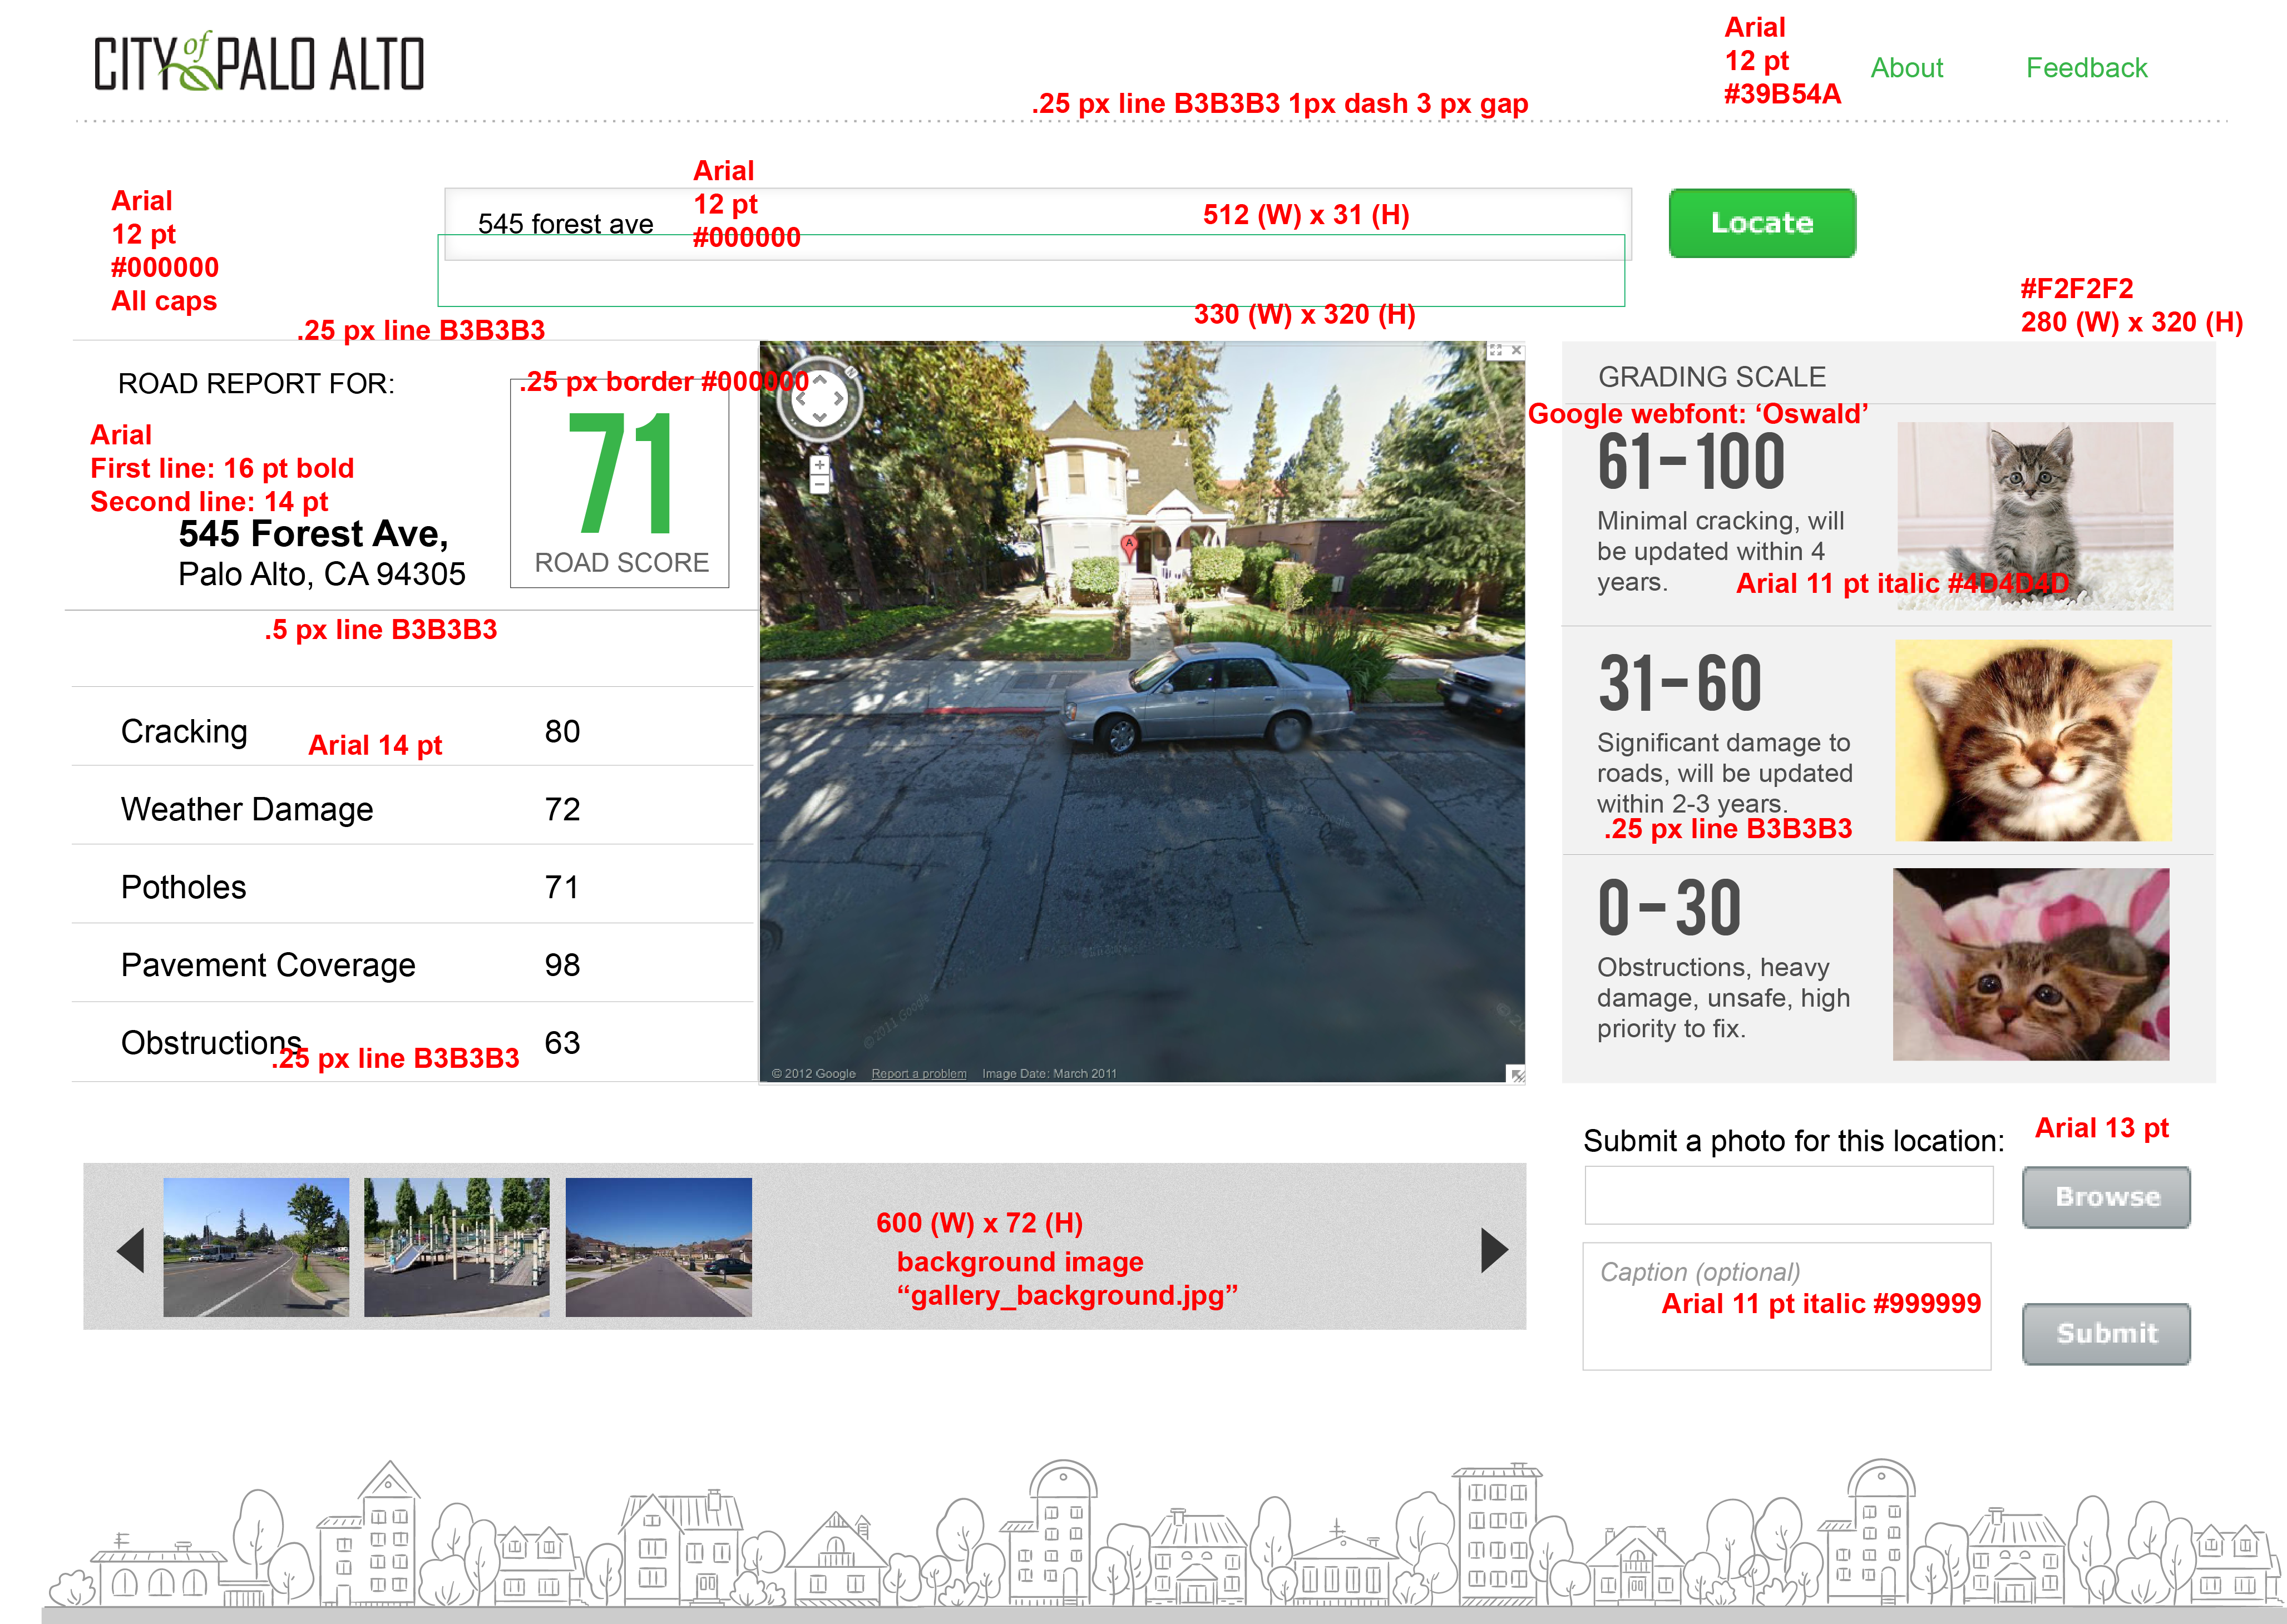 CITY of PALO ALTO
Arial
12 pt
#39B54A
About
Feedback
.25 px line B3B3B3 1px dash 3 px gap
Arial
12 pt
#000000
All caps
545 forest ave
Arial
12 pt
#000000
512 (W) x 31 (H)
Locate
330 (W) x 320 (H)
#F2F2F2
280 (W) x 320 (H)
.25 px line B3B3B3
ROAD REPORT FOR:
.25 px border #000000
Arial
First line: 16 pt bold
Second line: 14 pt
545 Forest Ave,
Palo Alto, CA 94305
71
ROAD SCORE
.5 px line B3B3B3
Cracking 80
Arial 14 pt
Weather Damage 72
Potholes 71
Pavement Coverage 98
Obstructions 63
.25 px line B3B3B3
N
+
−
A
© 2011 Google
© 2012 Google Report a problem Image Date: March 2011
GRADING SCALE
Google webfont: ‘Oswald’
61–100
Minimal cracking, will
be updated within 4
years.
Arial 11 pt italic #4D4D4D
31–60
Significant damage to
roads, will be updated
within 2-3 years.
.25 px line B3B3B3
0–30
Obstructions, heavy
damage, unsafe, high
priority to fix.
600 (W) x 72 (H)
background image
“gallery_background.jpg”
Submit a photo for this location:
Arial 13 pt
Browse
Caption (optional)
Arial 11 pt italic #999999
Submit